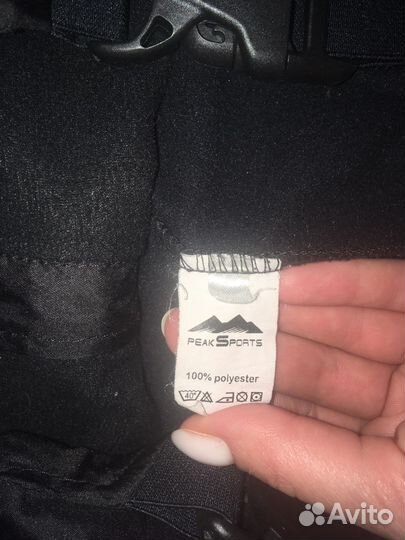 PEAKSPORTS
100% polyester
40°
Avito